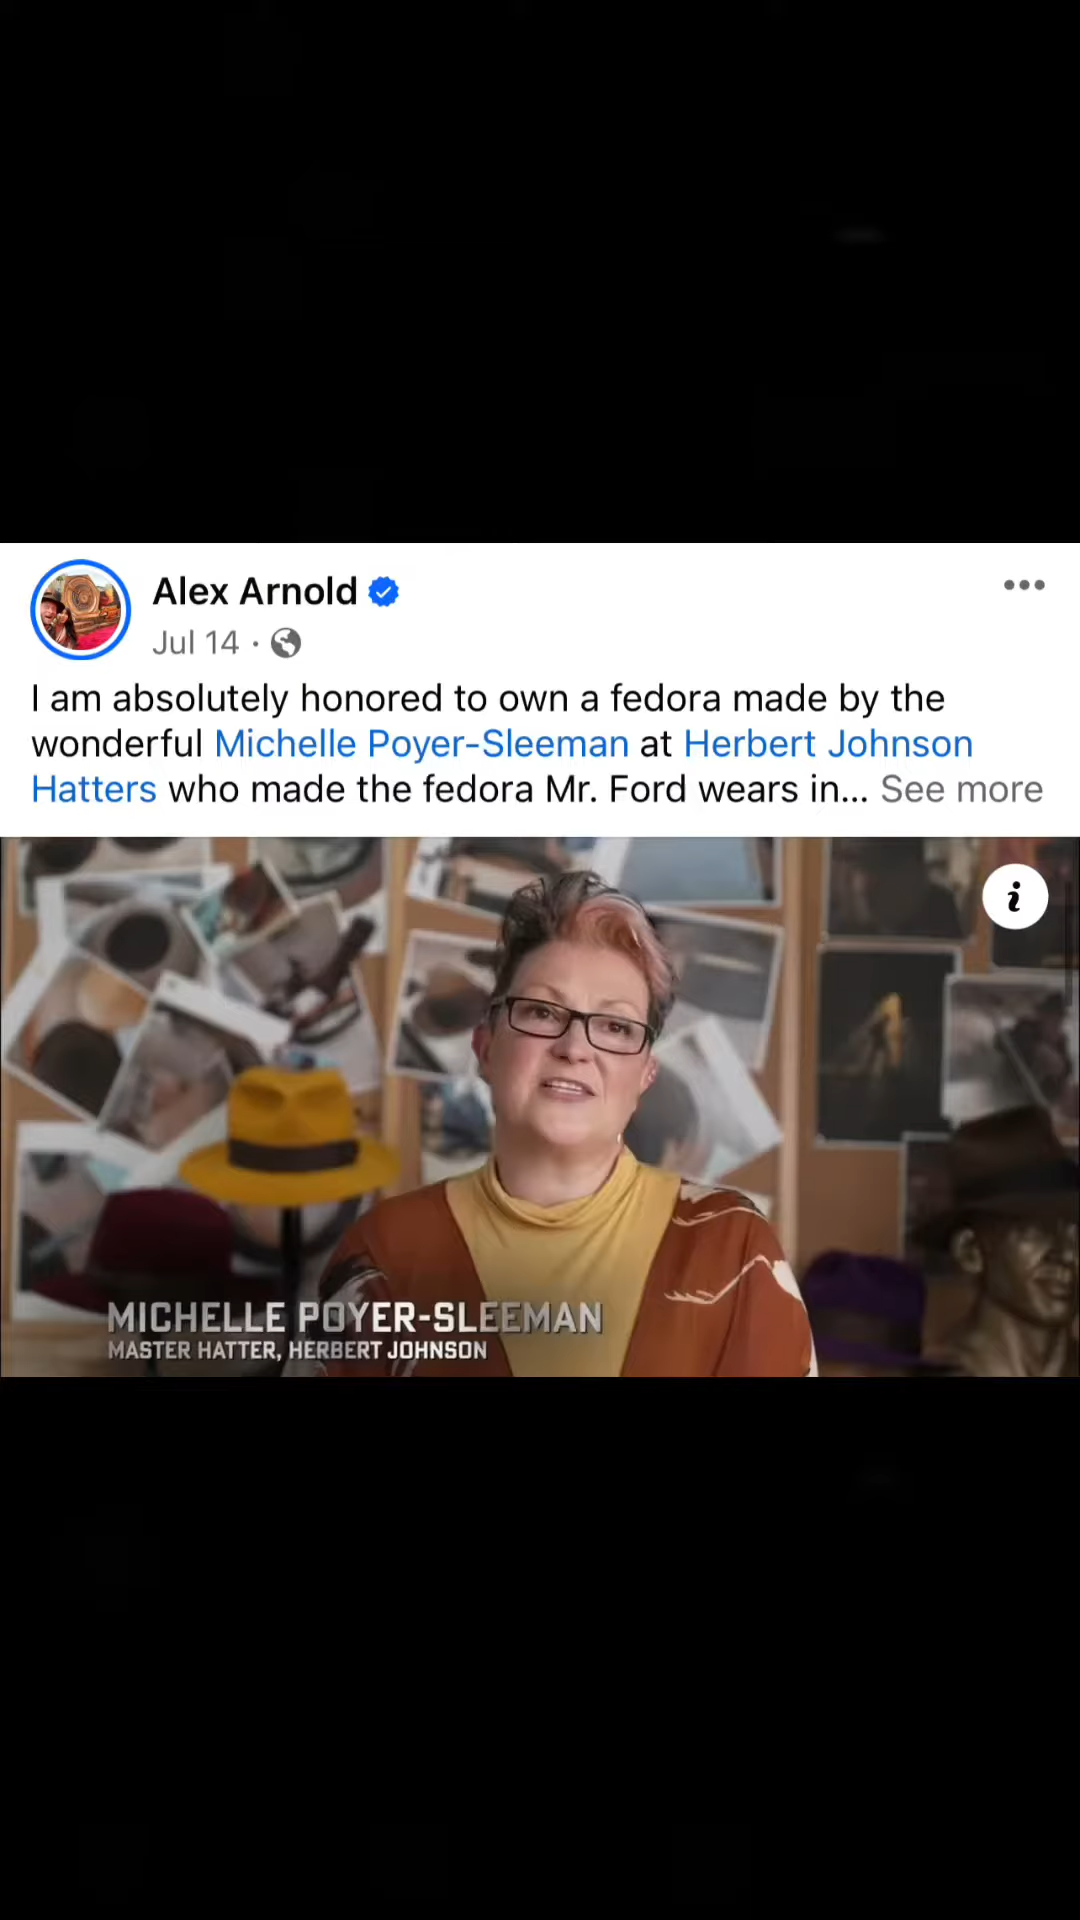 Alex Arnold
Jul 14 ·
I am absolutely honored to own a fedora made by the
wonderful Michelle Poyer-Sleeman at Herbert Johnson
Hatters who made the fedora Mr. Ford wears in... See more
i
MICHELLE POYER-SLEEMAN
MASTER HATTER, HERBERT JOHNSON